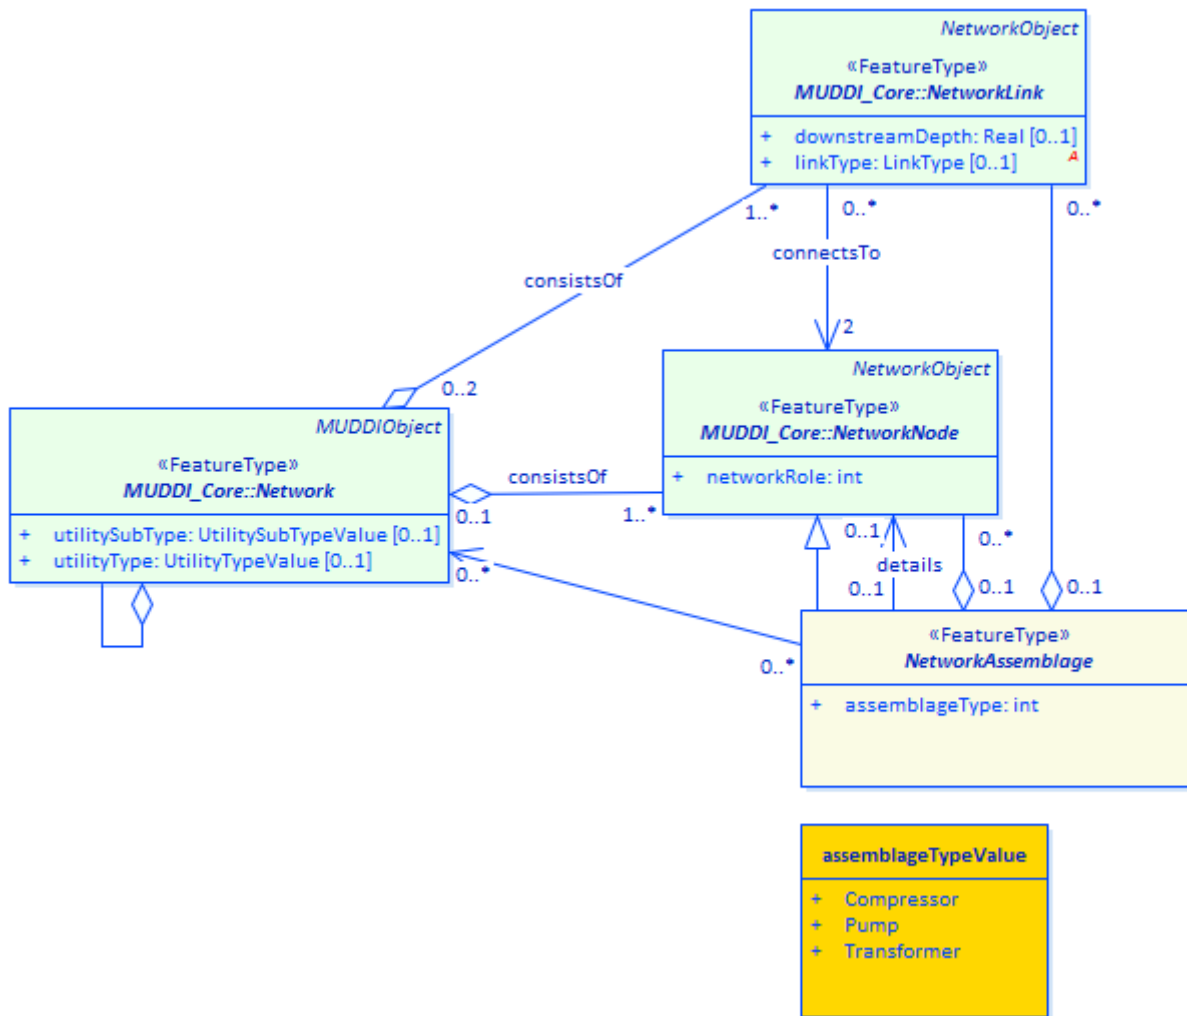 NetworkObject
«FeatureType»
MUDDI_Core::NetworkLink
+ downstreamDepth: Real [0..1]
+ linkType: LinkType [0..1]
A
1..*
0..*
0..*
connectsTo
consistsOf
2
0..2
NetworkObject
«FeatureType»
MUDDI_Core::NetworkNode
+ networkRole: int
MUDDIObject
«FeatureType»
MUDDI_Core::Network
+ utilitySubType: UtilitySubTypeValue [0..1]
+ utilityType: UtilityTypeValue [0..1]
consistsOf
0..1
1..*
0..*
0..1
0..*
details
0..1
0..1
0..1
0..*
«FeatureType»
NetworkAssemblage
+ assemblageType: int
assemblageTypeValue
+ Compressor
+ Pump
+ Transformer